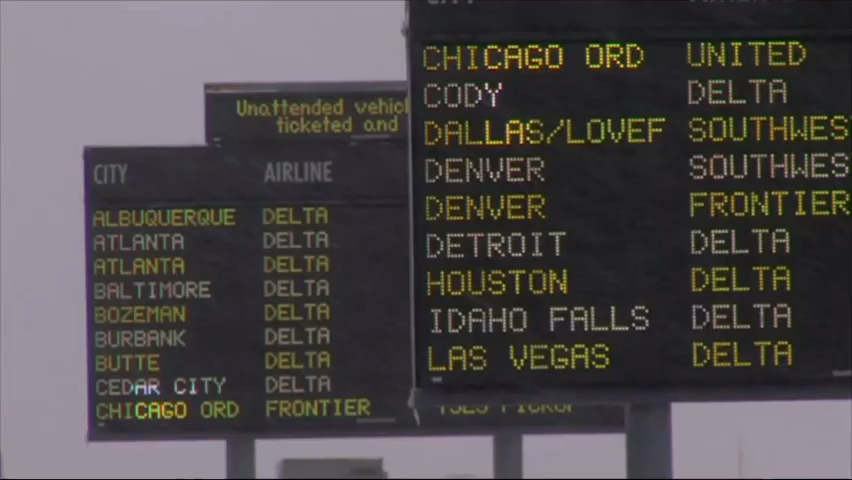 Unattended vehicl
ticketed and
CITY AIRLINE
ALBUQUERQUE DELTA
ATLANTA DELTA
ATLANTA DELTA
BALTIMORE DELTA
BOZEMAN DELTA
BURBANK DELTA
BUTTE DELTA
CEDAR CITY DELTA
CHICAGO ORD FRONTIER
CITY
CHICAGO ORD UNITED
CODY DELTA
DALLAS/LOVEF SOUTHWES
DENVER SOUTHWES
DENVER FRONTIER
DETROIT DELTA
HOUSTON DELTA
IDAHO FALLS DELTA
LAS VEGAS DELTA